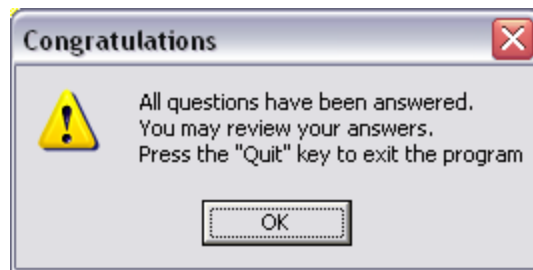 Congratulations
All questions have been answered.
You may review your answers.
Press the "Quit" key to exit the program
OK